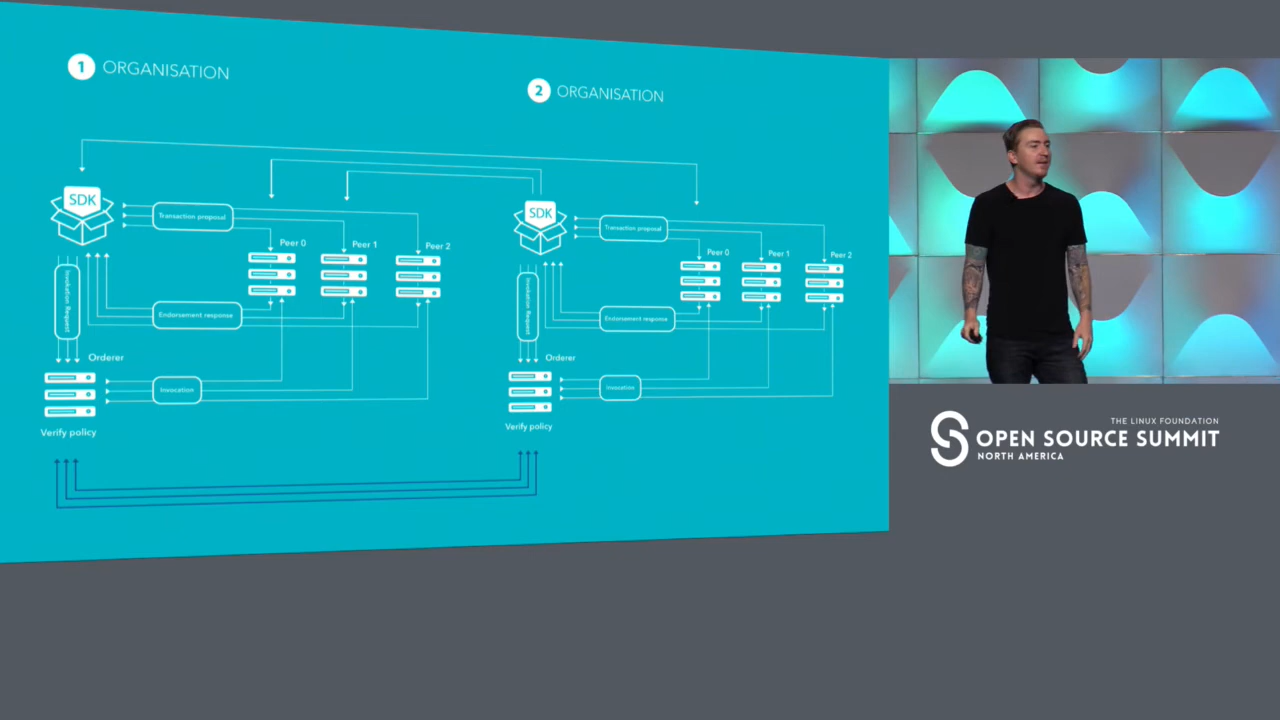 1 ORGANISATION
SDK
Transaction proposal
Peer 0
Peer 1
Peer 2
Invokation Request
Endorsement response
Orderer
Invocation
Verify policy
2 ORGANISATION
SDK
Transaction proposal
Peer 0
Peer 1
Peer 2
Invokation Request
Endorsement response
Orderer
Invocation
Verify policy
THE LINUX FOUNDATION
OPEN SOURCE SUMMIT
NORTH AMERICA